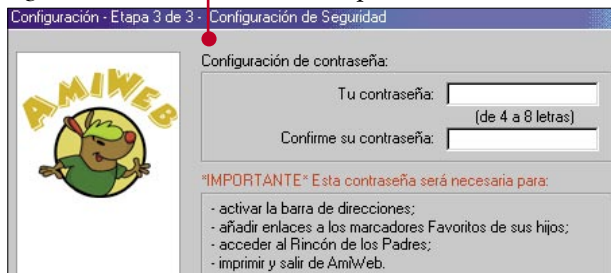 Configuración - Etapa 3 de 3 - Configuración de Seguridad
AMIWEB
Configuración de contraseña:
Tu contraseña:
(de 4 a 8 letras)
Confirme su contraseña:
*IMPORTANTE* Esta contraseña será necesaria para:
- activar la barra de direcciones;
- añadir enlaces a los marcadores Favoritos de sus hijos;
- acceder al Rincón de los Padres;
- imprimir y salir de AmiWeb.